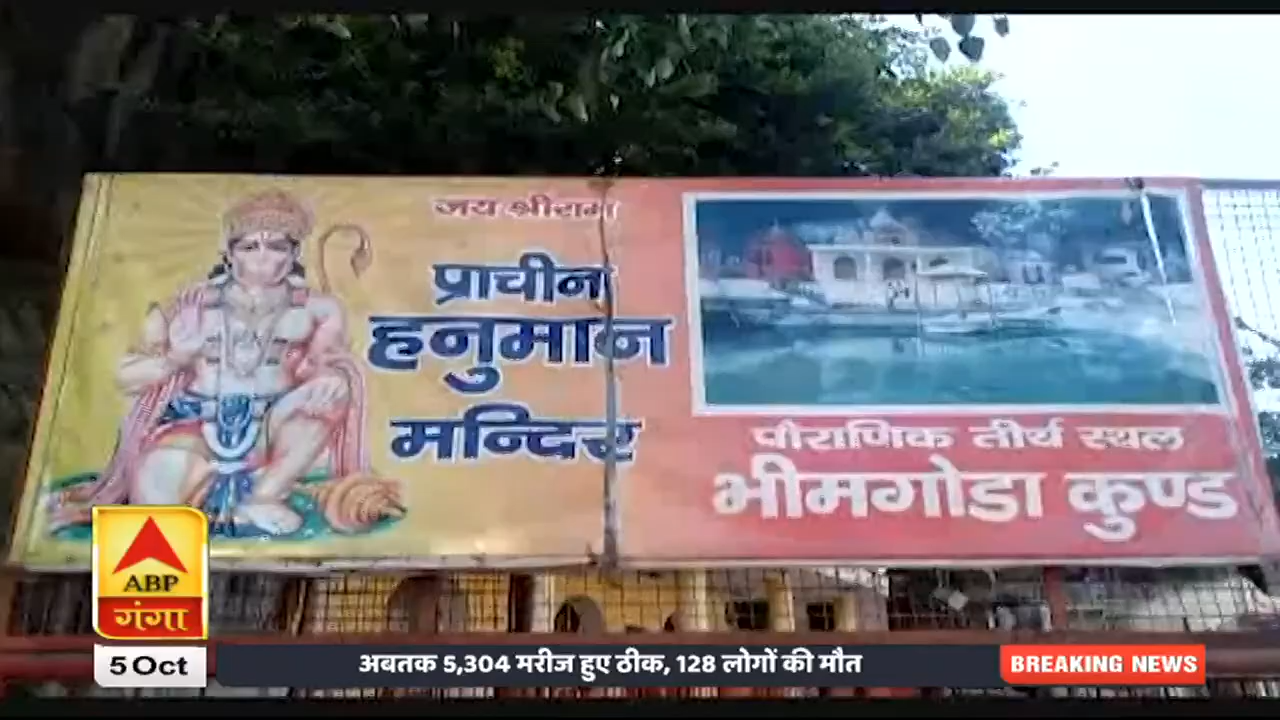 जय श्रीराम
प्राचीन
हनुमान
मन्दिर
पौराणिक तीर्थ स्थल
भीमगोडा कुण्ड
ABP
गंगा
5 Oct
अबतक 5,304 मरीज हुए ठीक, 128 लोगों की मौत
BREAKING NEWS